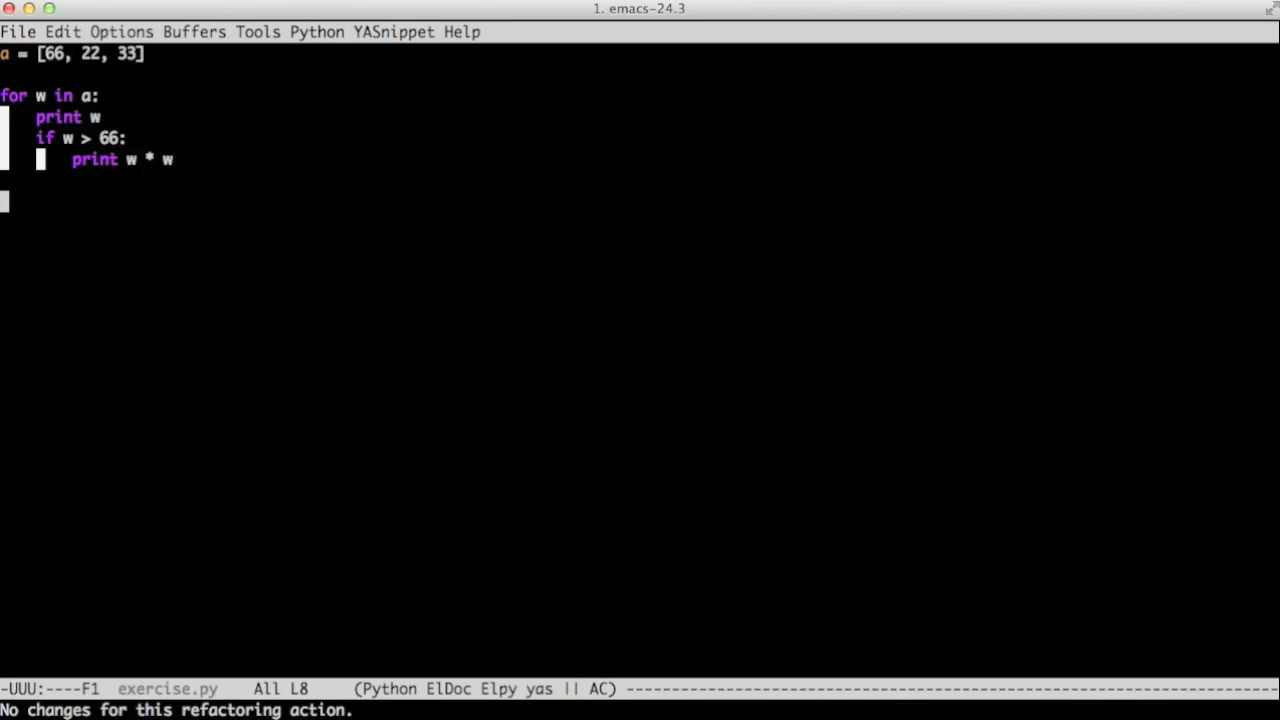 1. emacs-24.3
File Edit Options Buffers Tools Python YASnippet Help
a = [66, 22, 33]
for w in a:
    print w
    if w > 66:
        print w * w
-UUU:----F1  exercise.py    All L8     (Python ElDoc Elpy yas || AC) ------------------------------------------------------------------------
No changes for this refactoring action.